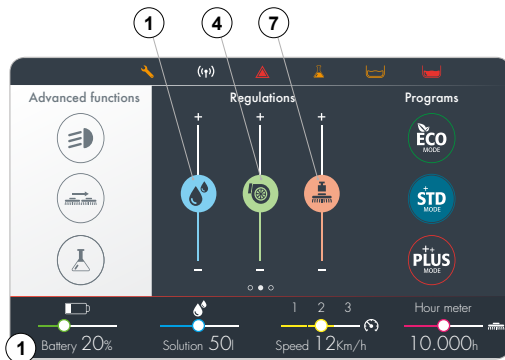 1 4 7
Advanced functions Regulations Programs
+ + +
ECO
MODE
+
STD
MODE
++
PLUS
MODE
– – –
1 2 3 Hour meter
1
Battery 20% Solution 50l Speed 12Km/h 10.000h